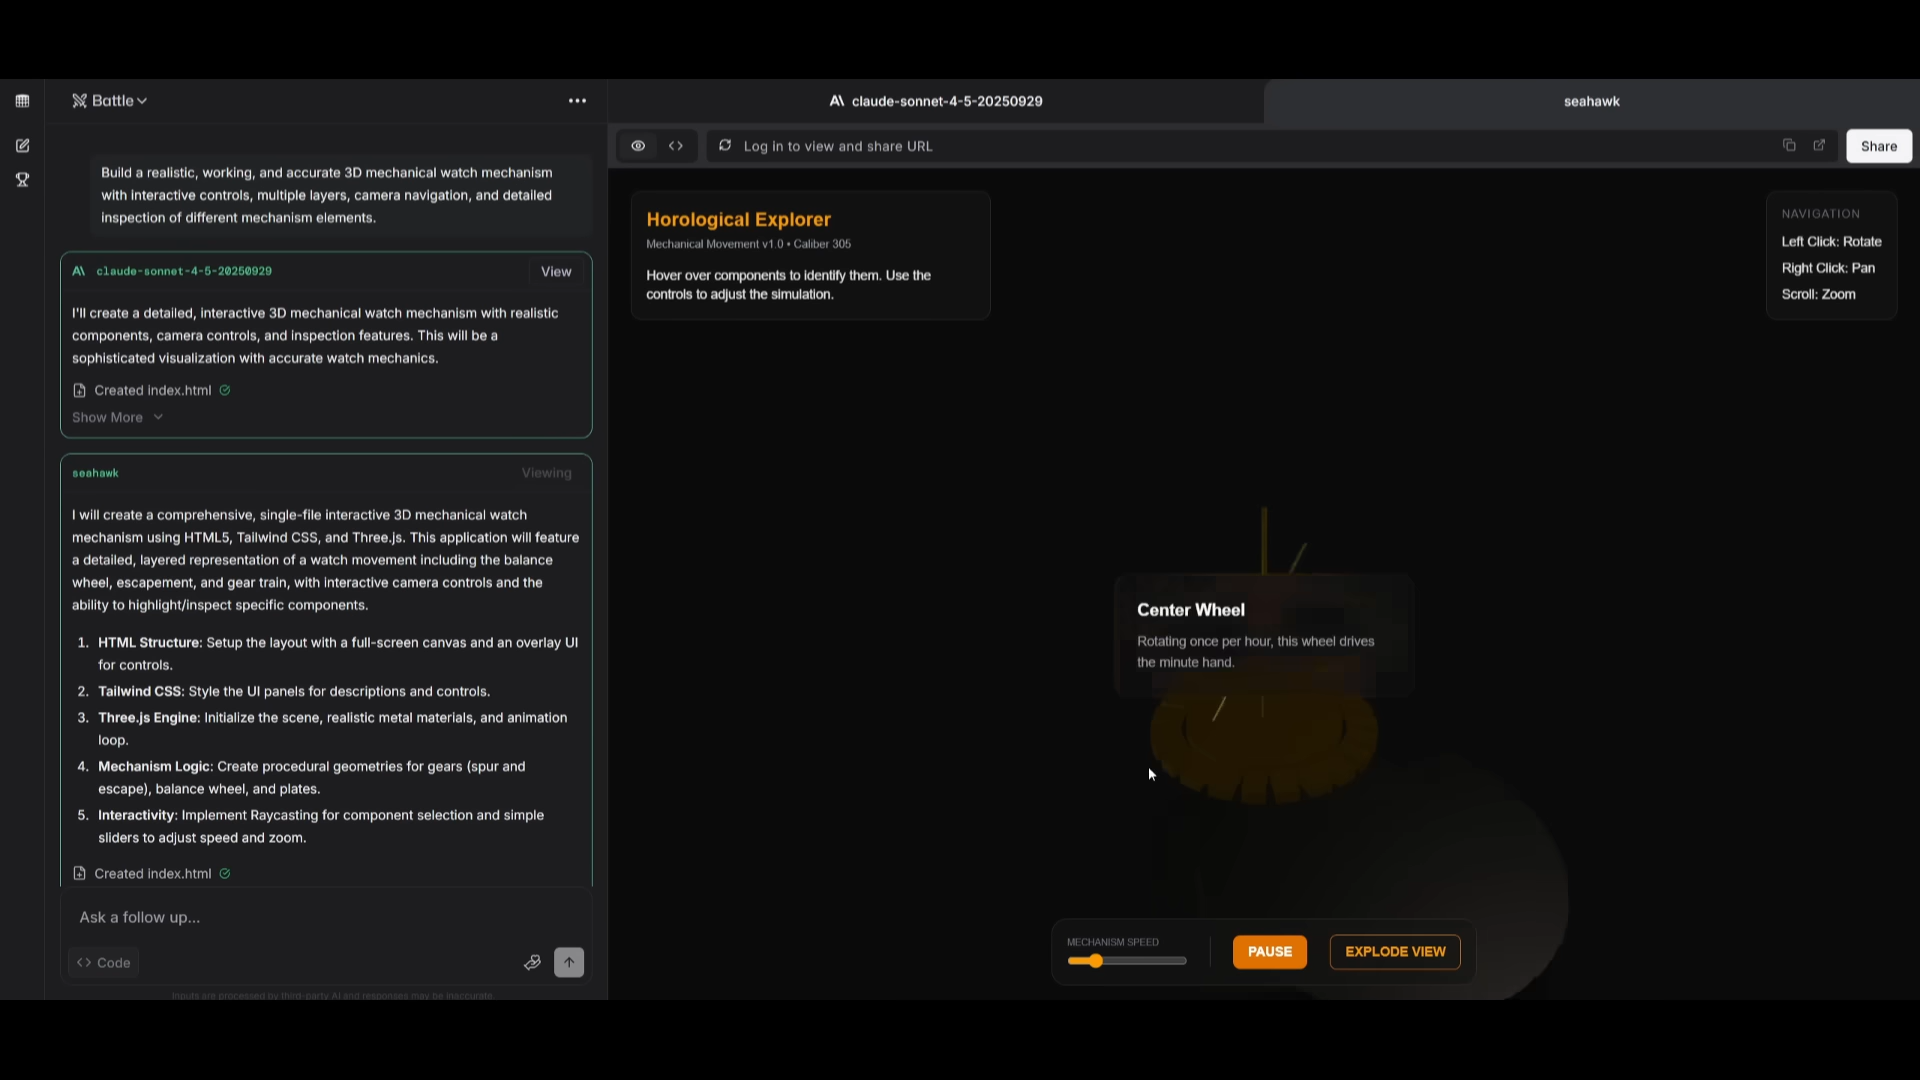 Battle
Build a realistic, working, and accurate 3D mechanical watch mechanism
with interactive controls, multiple layers, camera navigation, and detailed
inspection of different mechanism elements.
claude-sonnet-4-5-20250929
View
I'll create a detailed, interactive 3D mechanical watch mechanism with realistic
components, camera controls, and inspection features. This will be a
sophisticated visualization with accurate watch mechanics.
Created index.html
Show More
seahawk
Viewing
I will create a comprehensive, single-file interactive 3D mechanical watch
mechanism using HTML5, Tailwind CSS, and Three.js. This application will feature
a detailed, layered representation of a watch movement including the balance
wheel, escapement, and gear train, with interactive camera controls and the
ability to highlight/inspect specific components.
1. HTML Structure: Setup the layout with a full-screen canvas and an overlay UI
for controls.
2. Tailwind CSS: Style the UI panels for descriptions and controls.
3. Three.js Engine: Initialize the scene, realistic metal materials, and animation
loop.
4. Mechanism Logic: Create procedural geometries for gears (spur and
escape), balance wheel, and plates.
5. Interactivity: Implement Raycasting for component selection and simple
sliders to adjust speed and zoom.
Created index.html
Ask a follow up...
<> Code
Inputs are processed by third-party AI and responses may be inaccurate.
claude-sonnet-4-5-20250929
seahawk
Log in to view and share URL
Share
Horological Explorer
Mechanical Movement v1.0 • Caliber 305
Hover over components to identify them. Use the
controls to adjust the simulation.
NAVIGATION
Left Click: Rotate
Right Click: Pan
Scroll: Zoom
Center Wheel
Rotating once per hour, this wheel drives
the minute hand.
MECHANISM SPEED
PAUSE
EXPLODE VIEW